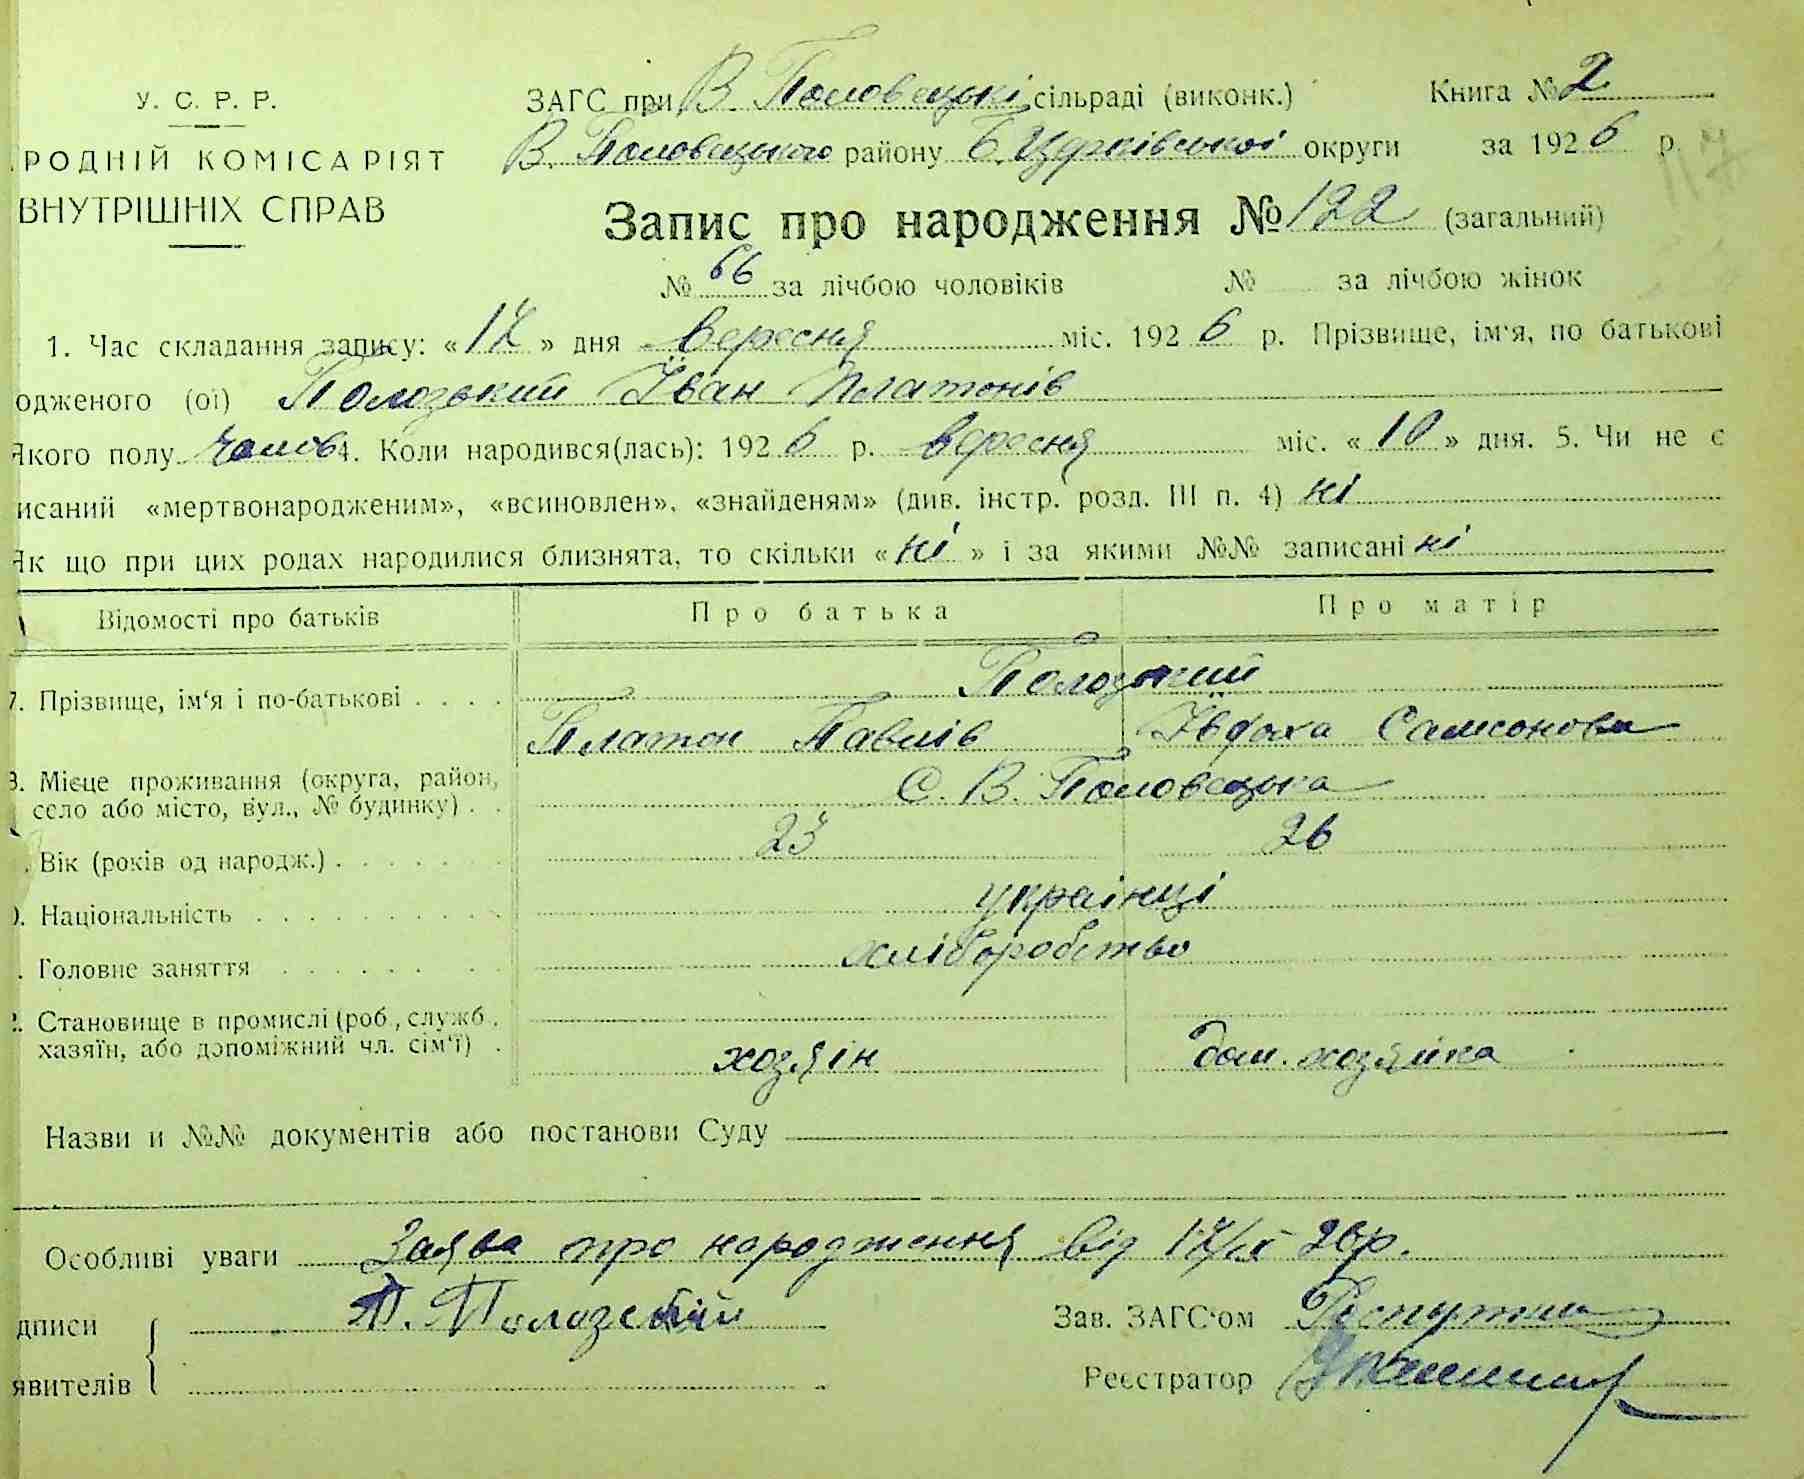 У. С. Р. Р.
РОДНІЙ КОМІСАРІЯТ
ВНУТРІШНІХ СПРАВ
ЗАГС при В. Половецькі сільраді (виконк.) Книга № 2
В. Половецького району Б. Церківської округи за 1926 р.
117
Запис про народження № 122 (загальний)
№ 66 за лічбою чоловіків № за лічбою жінок
1. Час складання запису: «17» дня вересня міс. 1926 р. Прізвище, ім'я, по батькові
одженого (ої) Полозький Іван Платонів
Якого полу чолов 4. Коли народився(лась): 1926 р. вересня міс. «10» дня. 5. Чи не є
исаний «мертвонародженим», «всиновлен», «знайденям» (див. інстр. розд. III п. 4) ні
Як що при цих родах народилися близнята, то скільки «ні» і за якими №№ записані ні
Відомості про батьків Про батька Про матір
7. Прізвище, ім'я і по-батькові . . . . Полозький
Платон Павлів Ївдоха Самсонова
8. Місце проживання (округа, район,
село або місто, вул., № будинку) . . С. В. Половецька
. Вік (років од народж.) . . . . . . . 23 26
). Національність . . . . . . . . . . українці
. Головне заняття . . . . . . . . хліборобство
2. Становище в промислі (роб., служб.,
хазяїн, або допоміжний чл. сім'ї) . хозяїн дом. хозяйка
Назви и №№ документів або постанови Суду
Особливі уваги Заява про народження від 17/IX 26 р.
дписи П. Полозский Зав. ЗАГС'ом
явителів Реєстратор